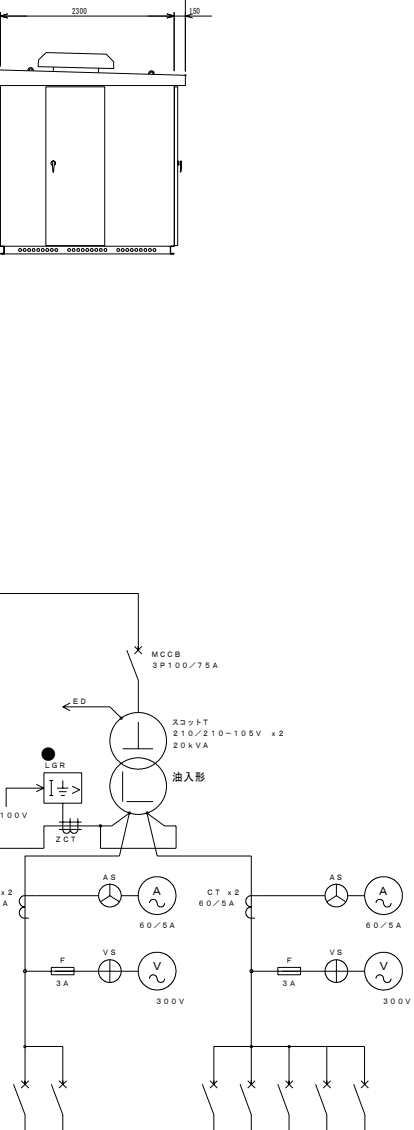 2300
150
MCCB
3P100/75A
ED
スコットT
210/210-105V x2
20kVA
油入形
LGR
I >
100V
ZCT
x2
A
AS
A
60/5A
CT x2
60/5A
AS
A
60/5A
F
3A
VS
V
300V
F
3A
VS
V
300V